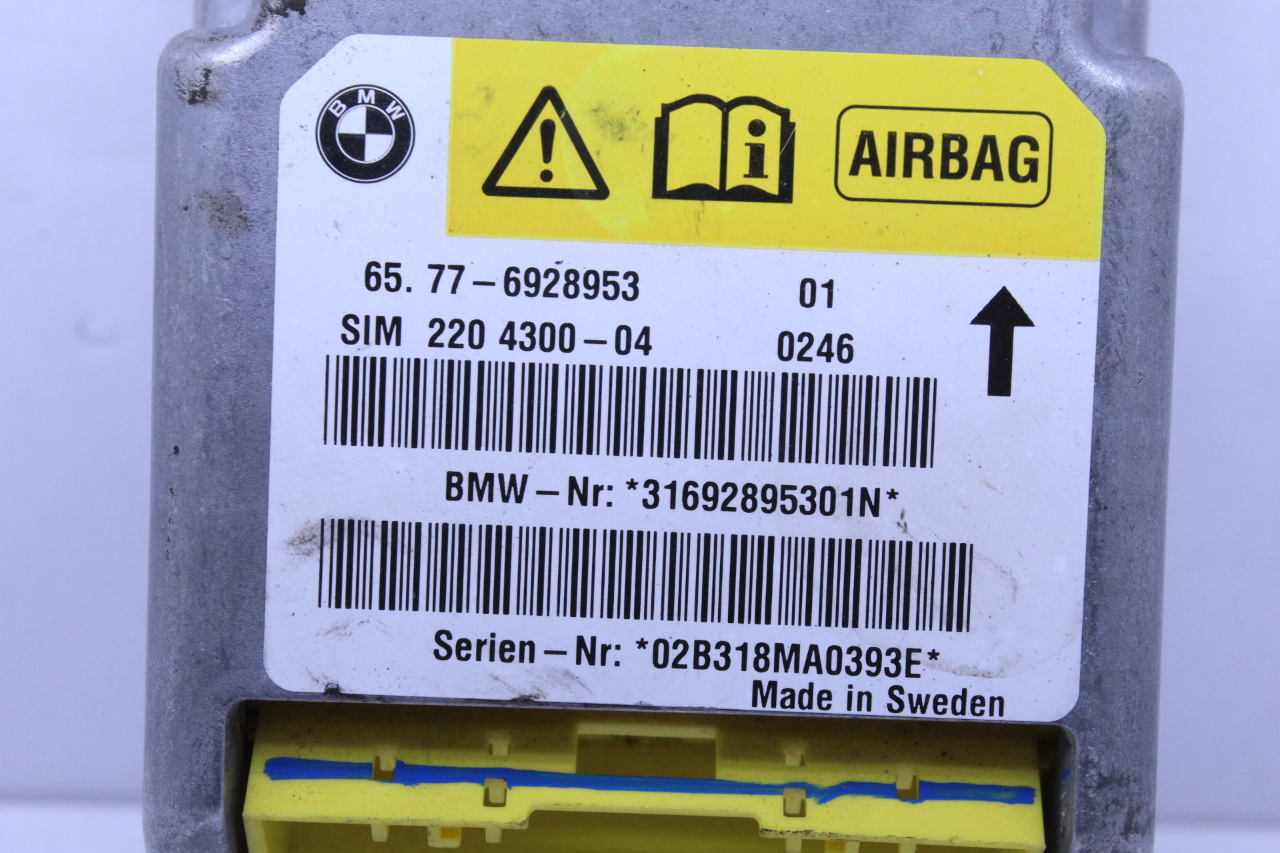 BMW
AIRBAG
65. 77-6928953 01
SIM 220 4300-04 0246
BMW-Nr: *31692895301N*
Serien-Nr: *02B318MA0393E*
Made in Sweden